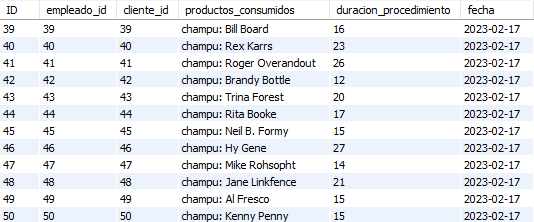 ID empleado_id cliente_id productos_consumidos duracion_procedimiento fecha
39 39 39 champu: Bill Board 16 2023-02-17
40 40 40 champu: Rex Karrs 23 2023-02-17
41 41 41 champu: Roger Overandout 26 2023-02-17
42 42 42 champu: Brandy Bottle 12 2023-02-17
43 43 43 champu: Trina Forest 20 2023-02-17
44 44 44 champu: Rita Booke 17 2023-02-17
45 45 45 champu: Neil B. Formy 15 2023-02-17
46 46 46 champu: Hy Gene 27 2023-02-17
47 47 47 champu: Mike Rohsopht 14 2023-02-17
48 48 48 champu: Jane Linkfence 21 2023-02-17
49 49 49 champu: Al Fresco 15 2023-02-17
50 50 50 champu: Kenny Penny 15 2023-02-17